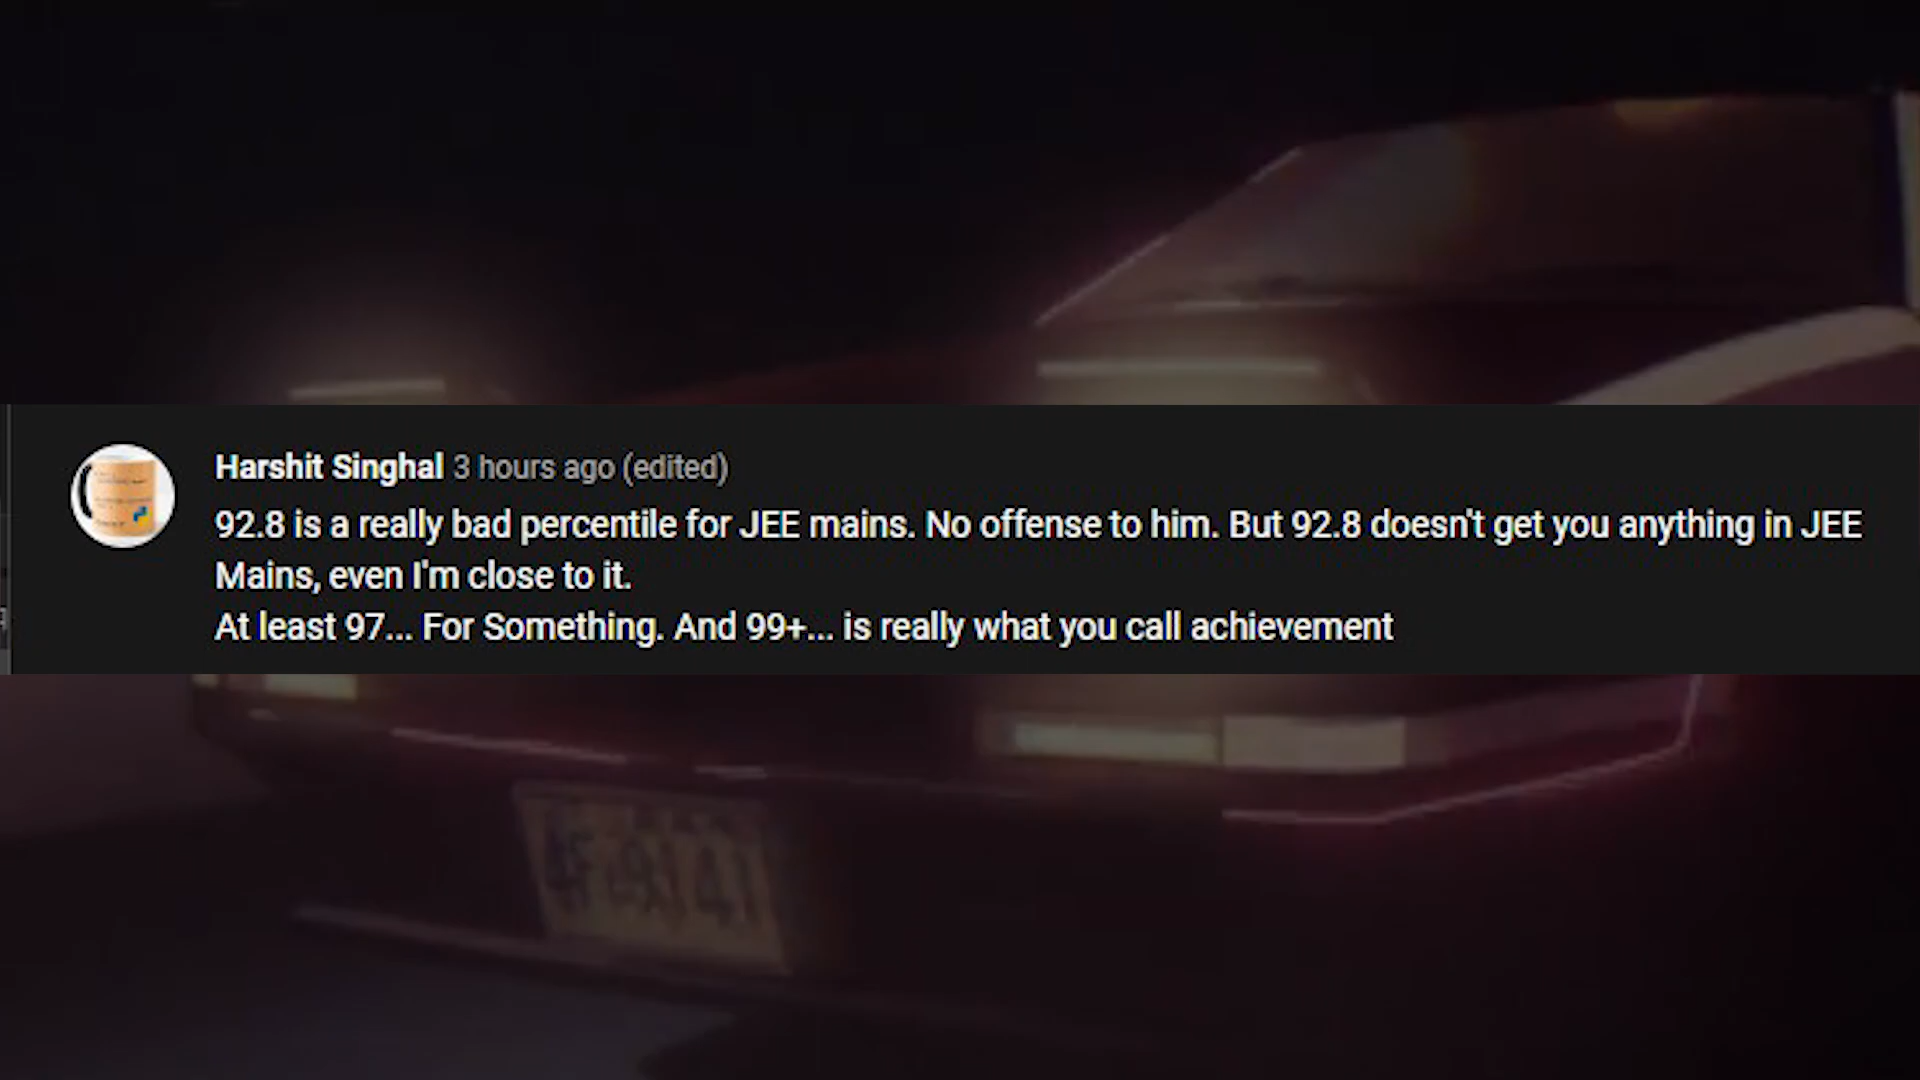 Harshit Singhal 3 hours ago (edited)
92.8 is a really bad percentile for JEE mains. No offense to him. But 92.8 doesn't get you anything in JEE
Mains, even I'm close to it.
At least 97... For Something. And 99+... is really what you call achievement